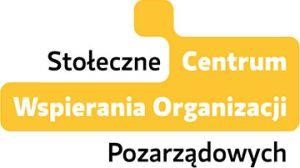 Stołeczne Centrum
Wspierania Organizacji
Pozarządowych